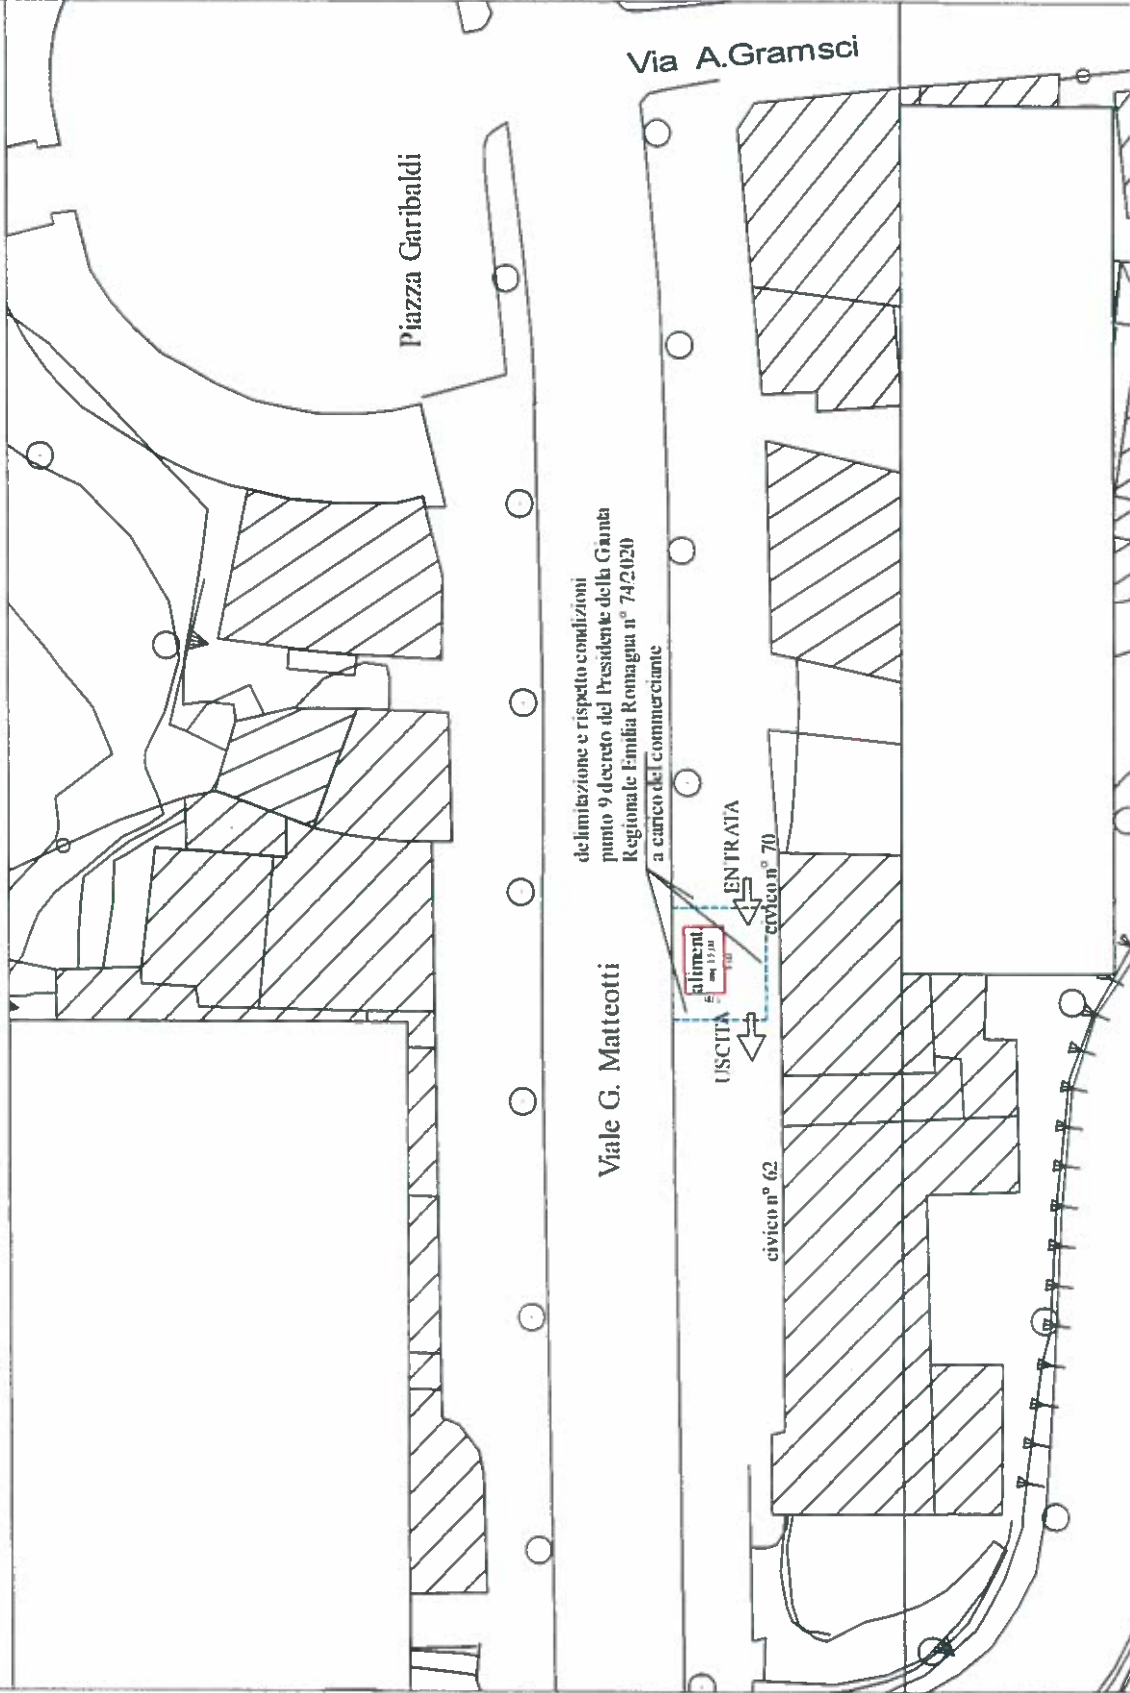 Via A.Gramsci
Piazza Garibaldi
delimitazione e rispetto condizioni
punto 9 decreto del Presidente della Giunta
Regionale Emilia Romagna n° 74/2020
a carico del commerciante
Viale G. Matteotti
ENTRATA
civico n° 70
aliment.
USCITA
civico n° 62